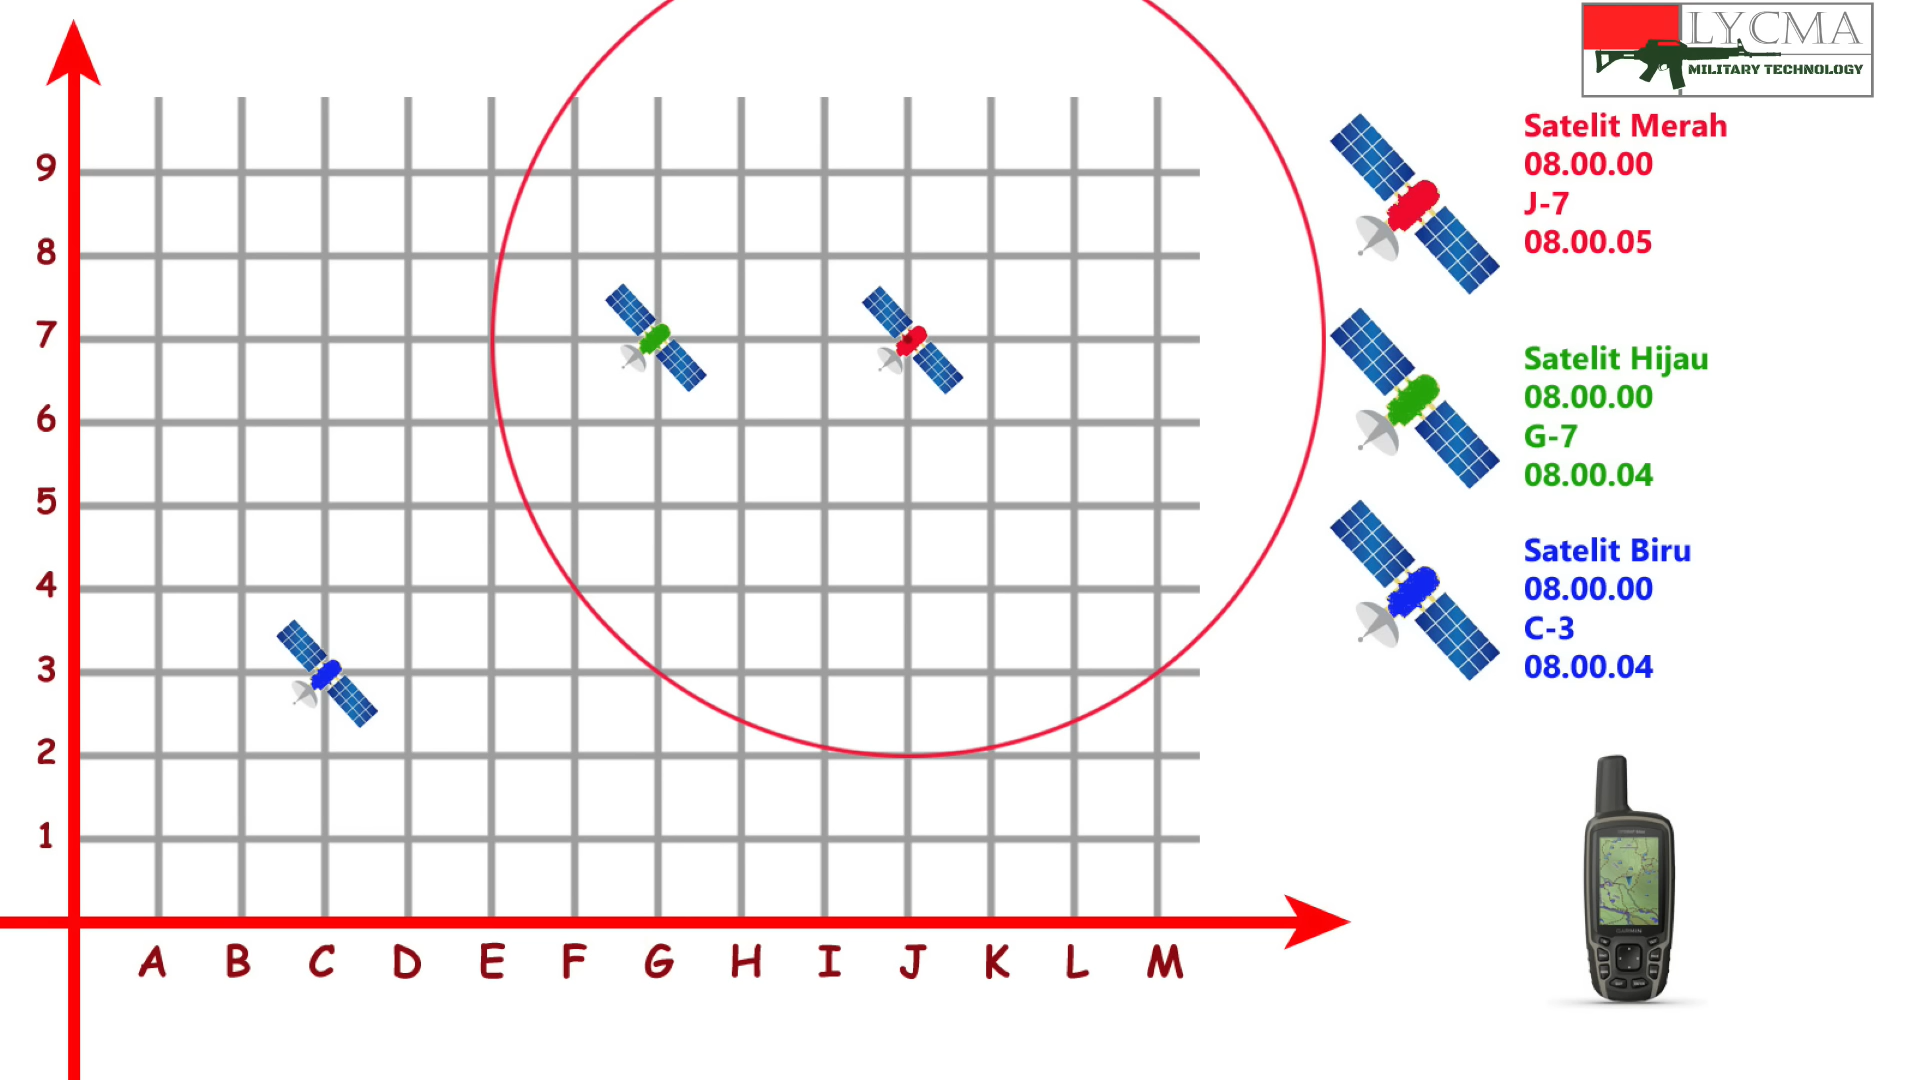 LYCMA
MILITARY TECHNOLOGY
Satelit Merah
08.00.00
J-7
08.00.05
Satelit Hijau
08.00.00
G-7
08.00.04
Satelit Biru
08.00.00
C-3
08.00.04
9
8
7
6
5
4
3
2
1
A B C D E F G H I J K L M
GARMIN